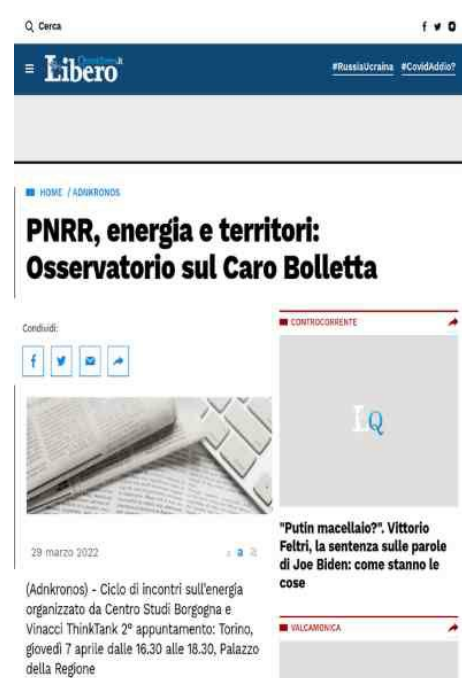 Cerca
Libero
#RussiaUcraina #CovidAddio?
HOME / ADNKRONOS
PNRR, energia e territori:
Osservatorio sul Caro Bolletta
Condividi:
29 marzo 2022
a a a
(Adnkronos) - Ciclo di incontri sull'energia
organizzato da Centro Studi Borgogna e
Vinacci ThinkTank 2° appuntamento: Torino,
giovedì 7 aprile dalle 16.30 alle 18.30, Palazzo
della Regione
CONTROCORRENTE
LQ
"Putin macellaio?". Vittorio
Feltri, la sentenza sulle parole
di Joe Biden: come stanno le
cose
VALCAMONICA